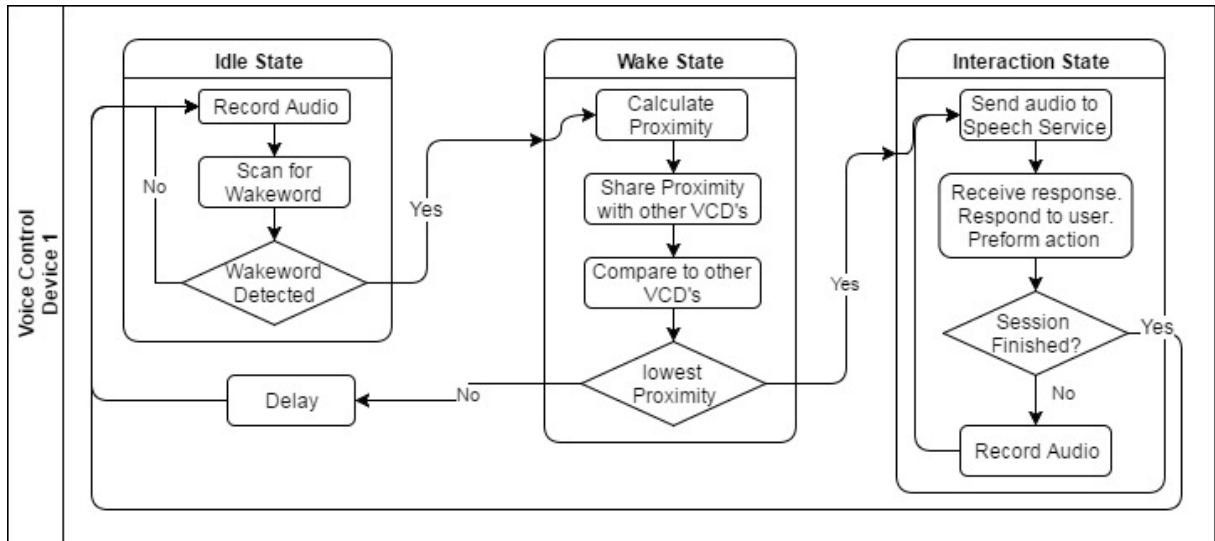 Voice Control
Device 1
Idle State
Record Audio
Scan for
Wakeword
No
Wakeword
Detected
Yes
Delay
Wake State
Calculate
Proximity
Share Proximity
with other VCD's
Compare to other
VCD's
lowest
Proximity
No
Yes
Interaction State
Send audio to
Speech Service
Receive response.
Respond to user.
Preform action
Session
Finished?
Yes
No
Record Audio